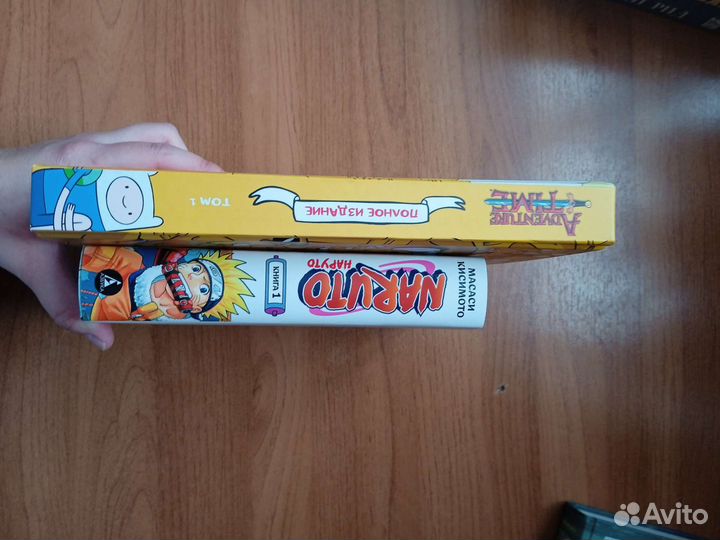 ADVENTURE
TIME
ПОЛНОЕ ИЗДАНИЕ
ТОМ 1
МАСАСИ
КИСИМОТО
NARUTO
НАРУТО
КНИГА 1
Avito